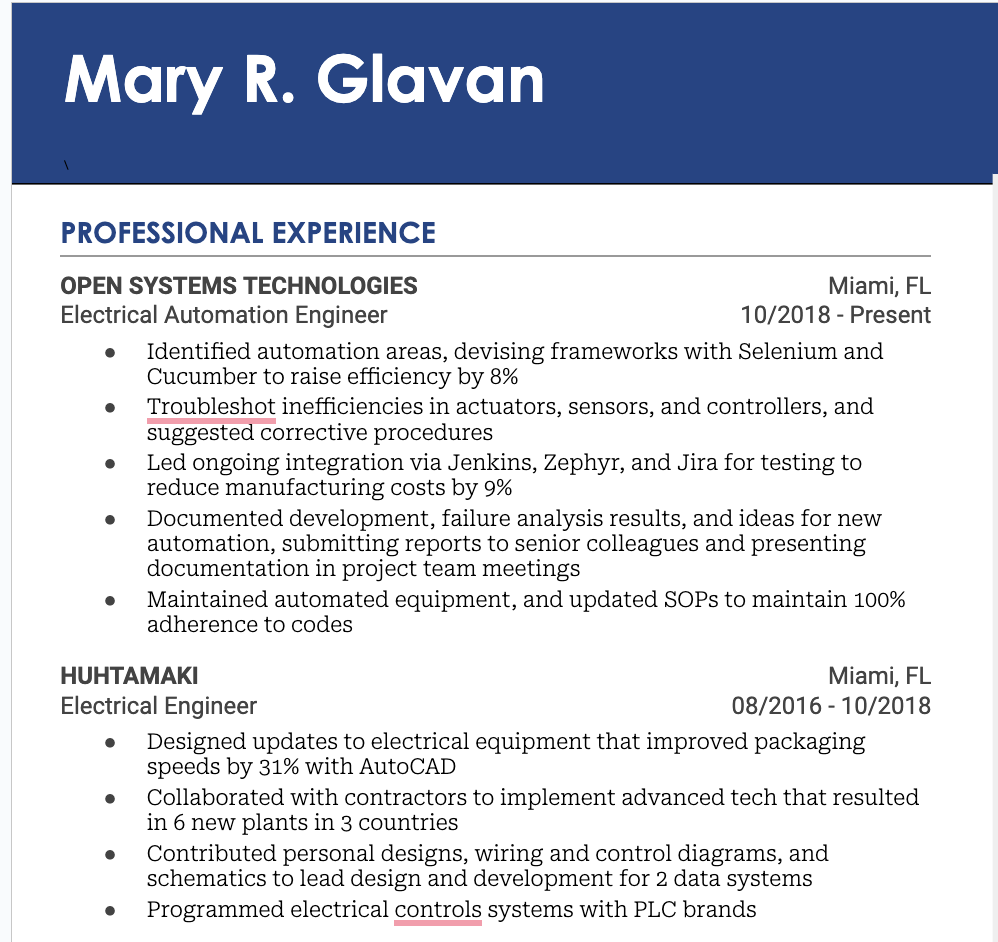 Mary R. Glavan
\
PROFESSIONAL EXPERIENCE
OPEN SYSTEMS TECHNOLOGIES Miami, FL
Electrical Automation Engineer 10/2018 - Present
● Identified automation areas, devising frameworks with Selenium and
Cucumber to raise efficiency by 8%
● Troubleshot inefficiencies in actuators, sensors, and controllers, and
suggested corrective procedures
● Led ongoing integration via Jenkins, Zephyr, and Jira for testing to
reduce manufacturing costs by 9%
● Documented development, failure analysis results, and ideas for new
automation, submitting reports to senior colleagues and presenting
documentation in project team meetings
● Maintained automated equipment, and updated SOPs to maintain 100%
adherence to codes
HUHTAMAKI Miami, FL
Electrical Engineer 08/2016 - 10/2018
● Designed updates to electrical equipment that improved packaging
speeds by 31% with AutoCAD
● Collaborated with contractors to implement advanced tech that resulted
in 6 new plants in 3 countries
● Contributed personal designs, wiring and control diagrams, and
schematics to lead design and development for 2 data systems
● Programmed electrical controls systems with PLC brands